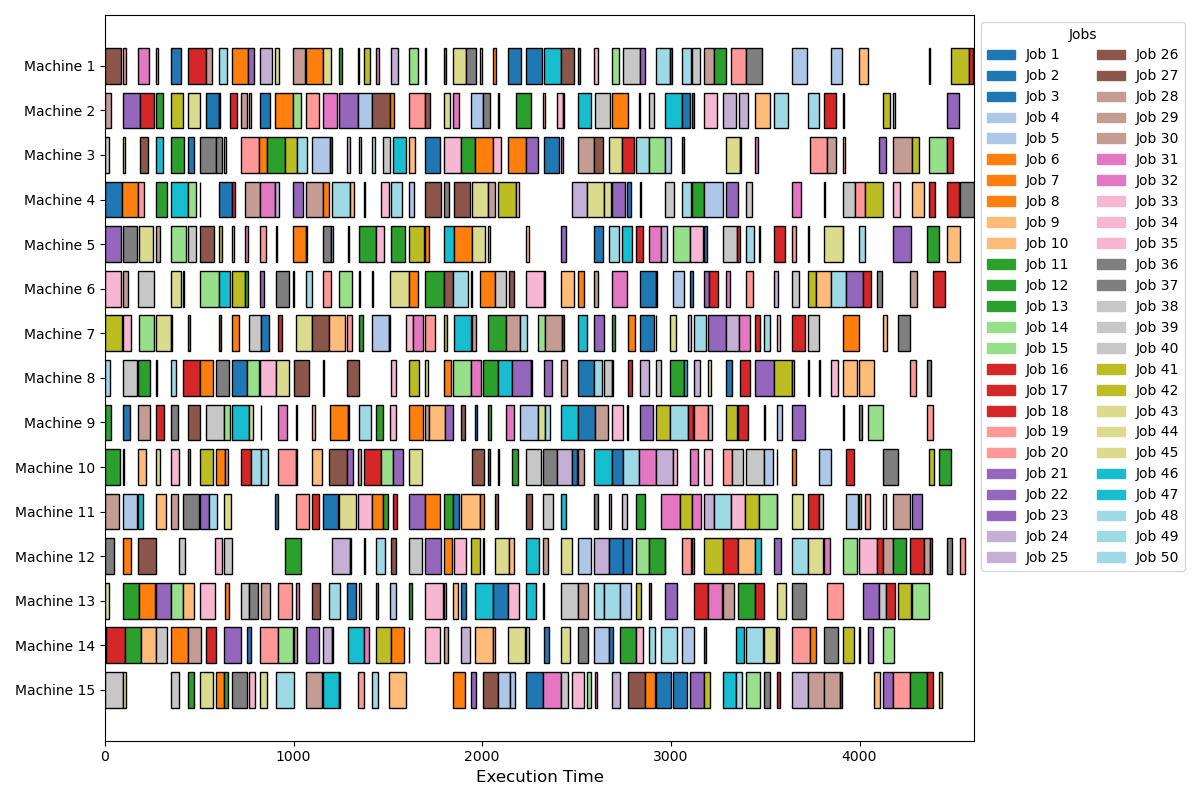 Machine 1
Machine 2
Machine 3
Machine 4
Machine 5
Machine 6
Machine 7
Machine 8
Machine 9
Machine 10
Machine 11
Machine 12
Machine 13
Machine 14
Machine 15
0 1000 2000 3000 4000
Execution Time
Jobs
Job 1
Job 2
Job 3
Job 4
Job 5
Job 6
Job 7
Job 8
Job 9
Job 10
Job 11
Job 12
Job 13
Job 14
Job 15
Job 16
Job 17
Job 18
Job 19
Job 20
Job 21
Job 22
Job 23
Job 24
Job 25
Job 26
Job 27
Job 28
Job 29
Job 30
Job 31
Job 32
Job 33
Job 34
Job 35
Job 36
Job 37
Job 38
Job 39
Job 40
Job 41
Job 42
Job 43
Job 44
Job 45
Job 46
Job 47
Job 48
Job 49
Job 50